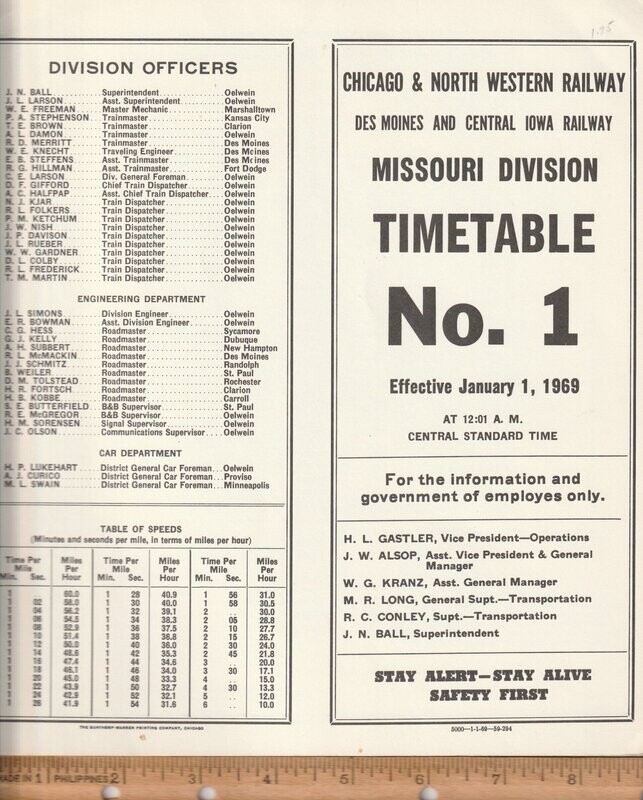 DIVISION OFFICERS
J. N. BALL Superintendent Oelwein
J. L. LARSON Asst. Superintendent Oelwein
W. E. FREEMAN Master Mechanic Marshalltown
P. A. STEPHENSON Trainmaster Kansas City
T. E. BROWN Trainmaster Clarion
A. L. DAMON Trainmaster Oelwein
R. D. MERRITT Trainmaster Des Moines
W. E. KNECHT Traveling Engineer Des Moines
E. B. STEFFENS Asst. Trainmaster Des Moines
R. G. HILLMAN Asst. Trainmaster Fort Dodge
C. E. LARSON Div. General Foreman Oelwein
D. F. GIFFORD Chief Train Dispatcher Oelwein
A. C. HALFPAP Asst. Chief Train Dispatcher Oelwein
N. J. KJAR Train Dispatcher Oelwein
R. L. FOLKERS Train Dispatcher Oelwein
P. M. KETCHUM Train Dispatcher Oelwein
J. W. NISH Train Dispatcher Oelwein
J. P. DAVISON Train Dispatcher Oelwein
J. L. RUEBER Train Dispatcher Oelwein
W. W. GARDNER Train Dispatcher Oelwein
D. L. COLBY Train Dispatcher Oelwein
R. L. FREDERICK Train Dispatcher Oelwein
T. M. MARTIN Train Dispatcher Oelwein
ENGINEERING DEPARTMENT
J. L. SIMONS Division Engineer Oelwein
E. R. BOWMAN Asst. Division Engineer Oelwein
C. G. HESS Roadmaster Sycamore
G. J. KELLY Roadmaster Dubuque
A. H. SUBBERT Roadmaster New Hampton
R. L. McMACKIN Roadmaster Des Moines
J. J. SCHMITZ Roadmaster Randolph
B. WEILER Roadmaster St. Paul
D. M. TOLSTEAD Roadmaster Rochester
H. R. FORTSCH Roadmaster Clarion
H. B. KOBBE Roadmaster Carroll
S. E. BUTTERFIELD B&B Supervisor St. Paul
R. E. McGREGOR B&B Supervisor Oelwein
H. M. SORENSEN Signal Supervisor Oelwein
J. C. OLSON Communications Supervisor Oelwein
CAR DEPARTMENT
H. P. LUKEHART District General Car Foreman Oelwein
A. J. CURICO District General Car Foreman Proviso
M. L. SWAIN District General Car Foreman Minneapolis
TABLE OF SPEEDS
(Minutes and seconds per mile, in terms of miles per hour)
Time Per Mile Miles Per Hour Time Per Mile Miles Per Hour Time Per Mile Miles Per Hour
Min. Sec. Min. Sec. Min. Sec.
1 .. 60.0 1 28 40.9 1 56 31.0
1 02 58.0 1 30 40.0 1 58 30.5
1 04 56.2 1 32 39.1 2 .. 30.0
1 06 54.5 1 34 38.3 2 05 28.8
1 08 52.9 1 36 37.5 2 10 27.7
1 10 51.4 1 38 36.8 2 15 26.7
1 12 50.0 1 40 36.0 2 30 24.0
1 14 48.6 1 42 35.3 2 45 21.8
1 16 47.4 1 44 34.6 3 .. 20.0
1 18 46.1 1 46 34.0 3 30 17.1
1 20 45.0 1 48 33.3 4 .. 15.0
1 22 43.9 1 50 32.7 4 30 13.3
1 24 42.9 1 52 32.1 5 .. 12.0
1 26 41.9 1 54 31.6 6 .. 10.0
THE GUNTHORP-WARREN PRINTING COMPANY, CHICAGO
CHICAGO & NORTH WESTERN RAILWAY
DES MOINES AND CENTRAL IOWA RAILWAY
MISSOURI DIVISION
TIMETABLE
No. 1
Effective January 1, 1969
AT 12:01 A. M.
CENTRAL STANDARD TIME
For the information and
government of employes only.
H. L. GASTLER, Vice President—Operations
J. W. ALSOP, Asst. Vice President & General
Manager
W. G. KRANZ, Asst. General Manager
M. R. LONG, General Supt.—Transportation
R. C. CONLEY, Supt.—Transportation
J. N. BALL, Superintendent
STAY ALERT—STAY ALIVE
SAFETY FIRST
5000—1-1-69—59-294
MADE IN PHILIPPINES
1 2 3 4 5 6 7 8